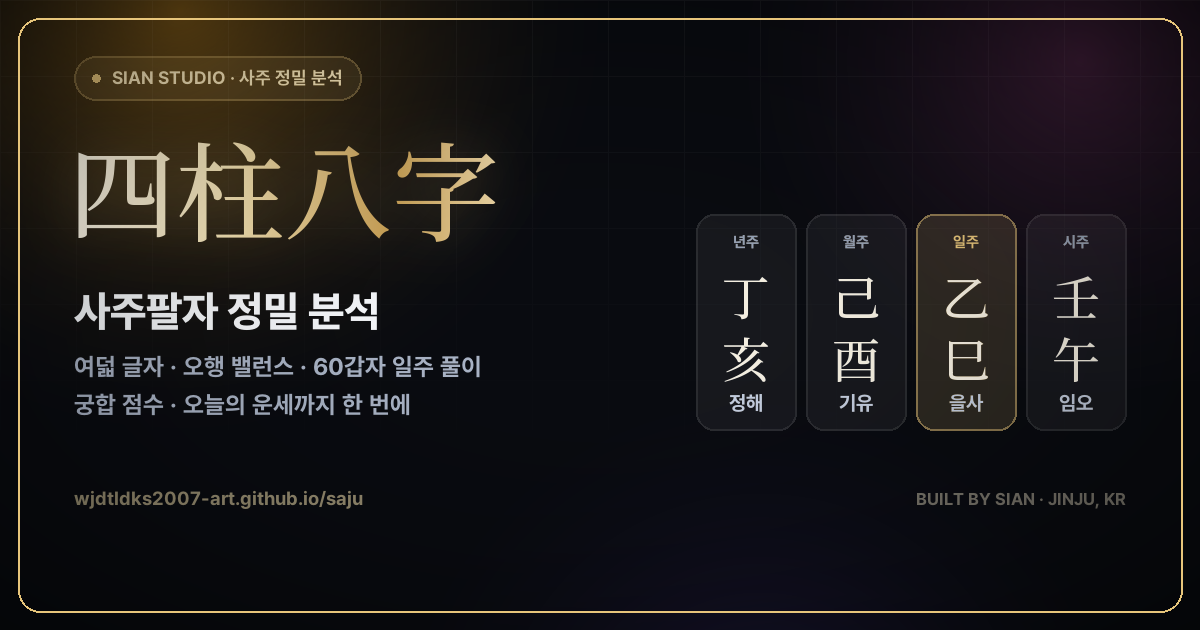 SIAN STUDIO · 사주 정밀 분석
四柱八字
사주팔자 정밀 분석
여덟 글자 · 오행 밸런스 · 60갑자 일주 풀이
궁합 점수 · 오늘의 운세까지 한 번에
년주
丁
亥
정해
월주
己
酉
기유
일주
乙
巳
을사
시주
壬
午
임오
wjdtldks2007-art.github.io/saju
BUILT BY SIAN · JINJU, KR